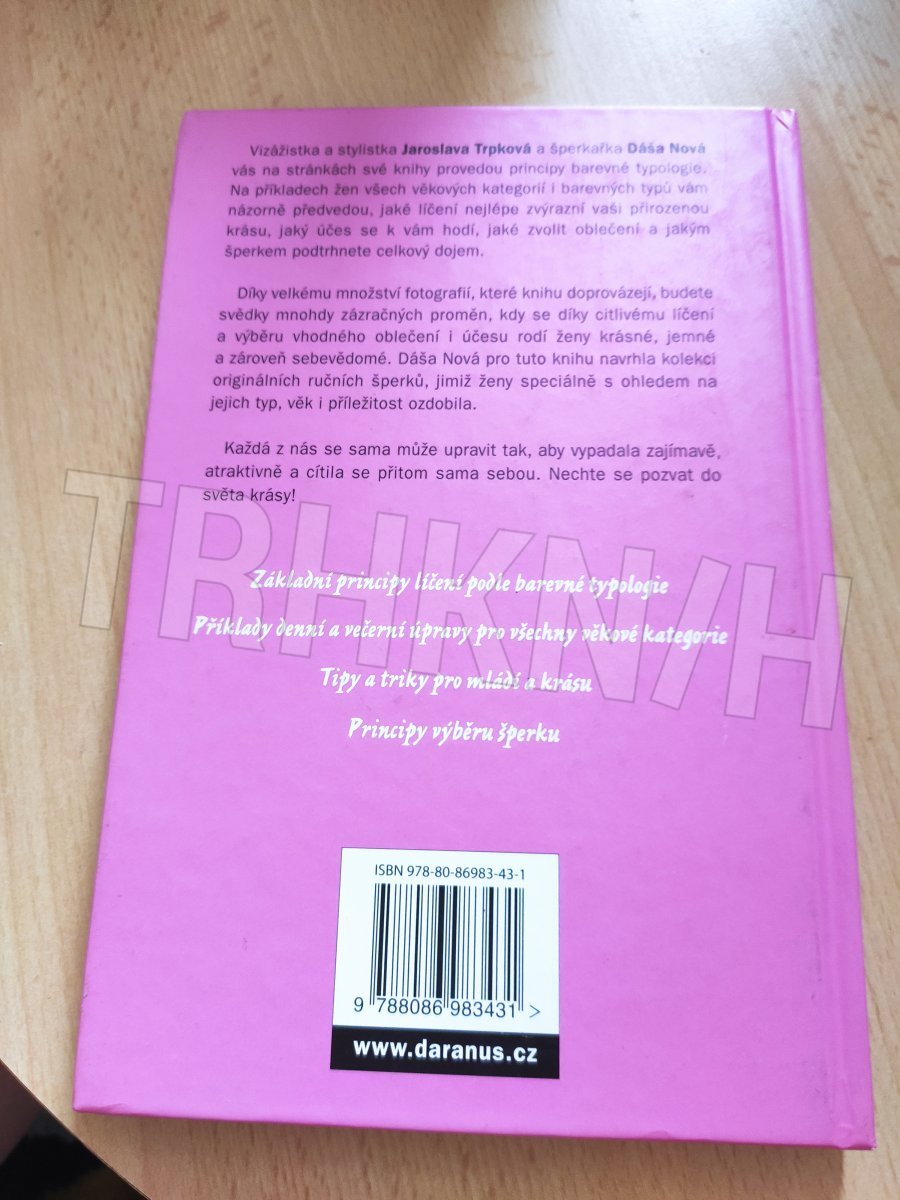 Vizážistka a stylistka Jaroslava Trpková a šperkařka Dáša Nová
vás na stránkách své knihy provedou principy barevné typologie.
Na příkladech žen všech věkových kategorií i barevných typů vám
názorně předvedou, jaké líčení nejlépe zvýrazní vaši přirozenou
krásu, jaký účes se k vám hodí, jaké zvolit oblečení a jakým
šperkem podtrhnete celkový dojem.
Díky velkému množství fotografií, které knihu doprovázejí, budete
svědky mnohdy zázračných proměn, kdy se díky citlivému líčení
a výběru vhodného oblečení i účesu rodí ženy krásné, jemné
a zároveň sebevědomé. Dáša Nová pro tuto knihu navrhla kolekci
originálních ručních šperků, jimiž ženy speciálně s ohledem na
jejich typ, věk i příležitost ozdobila.
Každá z nás se sama může upravit tak, aby vypadala zajímavě,
atraktivně a cítila se přitom sama sebou. Nechte se pozvat do
světa krásy!
TRHKNIH
Základní principy líčení podle barevné typologie
Příklady denní a večerní úpravy pro všechny věkové kategorie
Tipy a triky pro mládí a krásu
Principy výběru šperku
ISBN 978-80-86983-43-1
9 788086 983431 >
www.daranus.cz